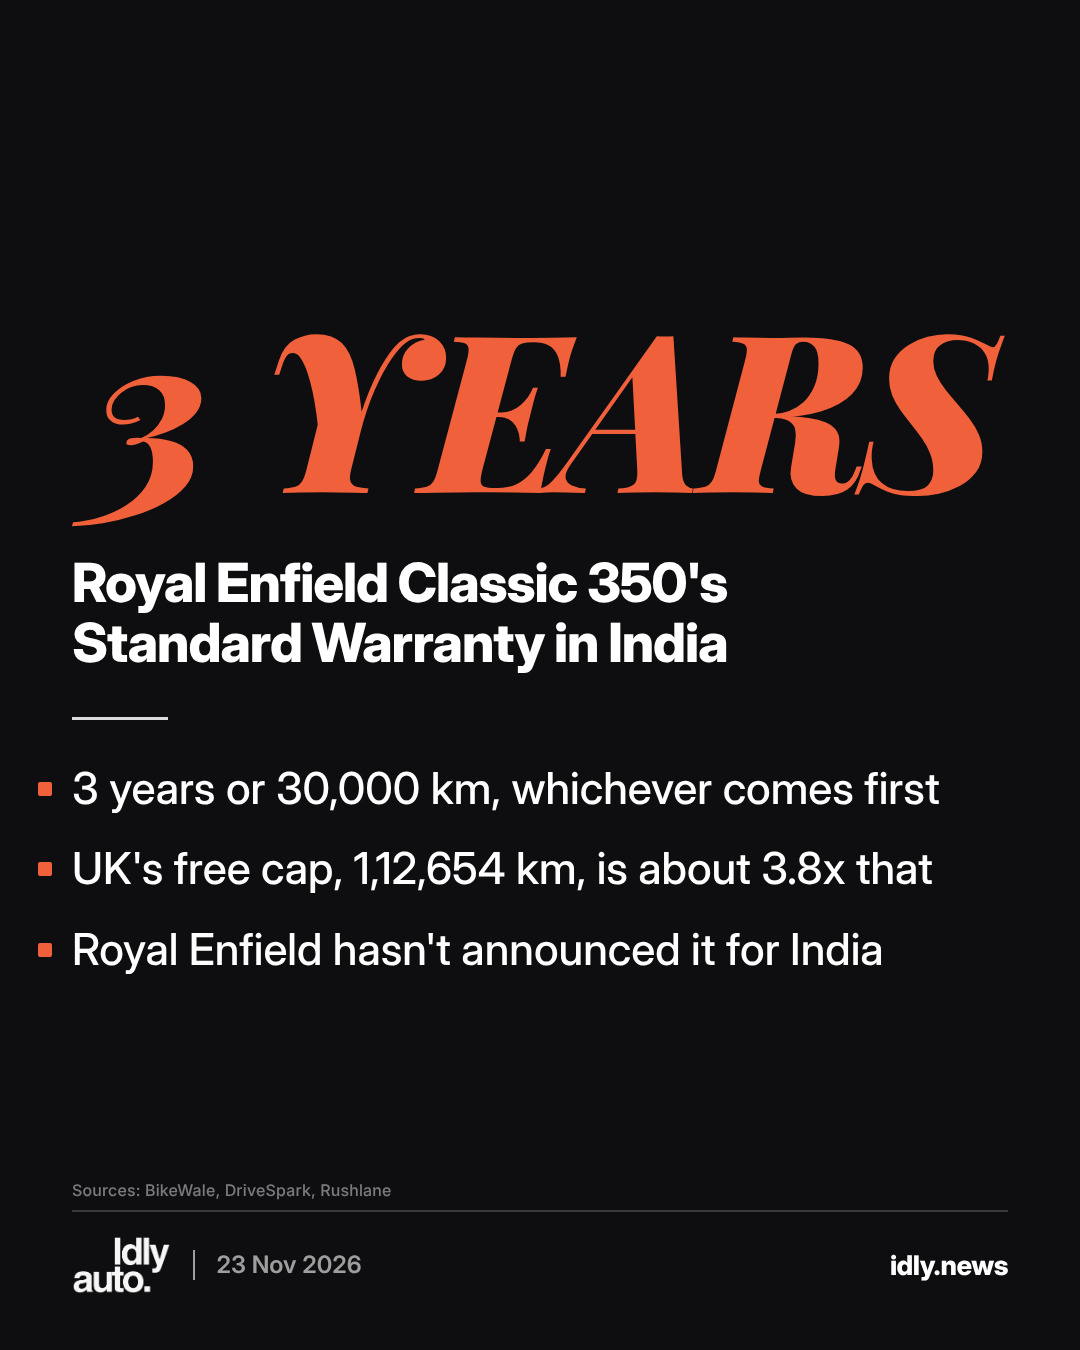 3 YEARS
Royal Enfield Classic 350's
Standard Warranty in India
3 years or 30,000 km, whichever comes first
UK's free cap, 1,12,654 km, is about 3.8x that
Royal Enfield hasn't announced it for India
Sources: BikeWale, DriveSpark, Rushlane
Idly
auto.
23 Nov 2026
idly.news